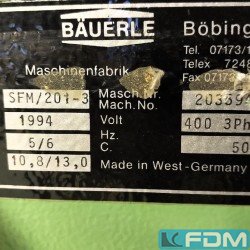 BÄUERLE Böbing
Tel. 07173/1
Maschinenfabrik Telex 7248
Fax 07173/
SFM/201-3 Masch.Nr. Mach.No. 20339
1994 Volt 400 3Ph
5/6 Hz.
10,8/13,0 C. 50
Made in West-Germany
FDM